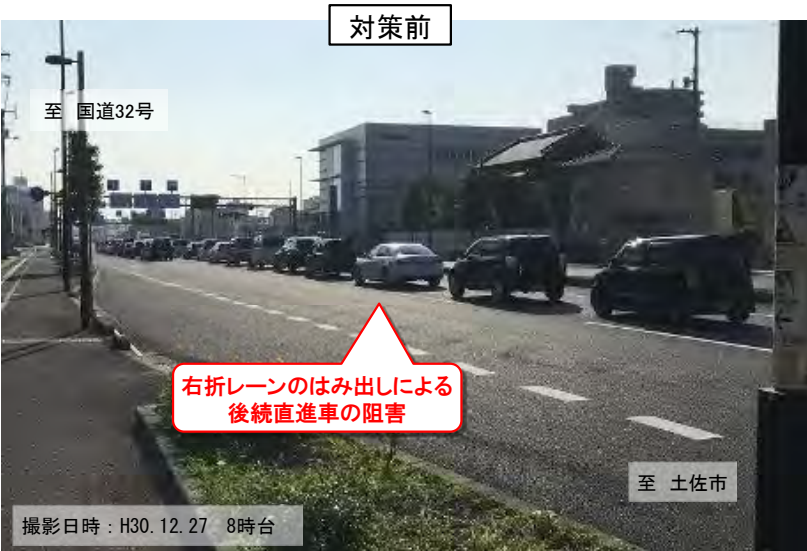 対策前
至 国道32号
右折レーンのはみ出しによる
後続直進車の阻害
至 土佐市
撮影日時：H30.12.27 8時台